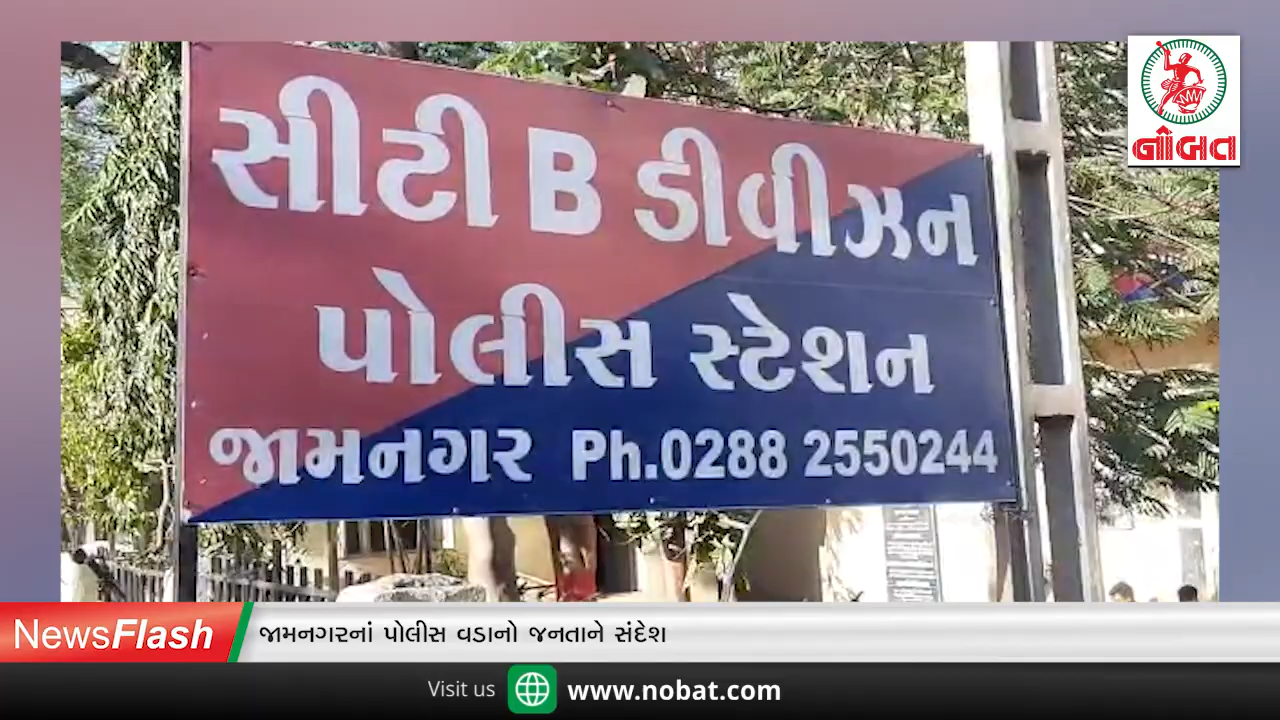 સીટી B ડીવીઝન
પોલીસ સ્ટેશન
જામનગર Ph.0288 2550244
નોબત
NewsFlash
જામનગરનાં પોલીસ વડાનો જનતાને સંદેશ
Visit us www.nobat.com